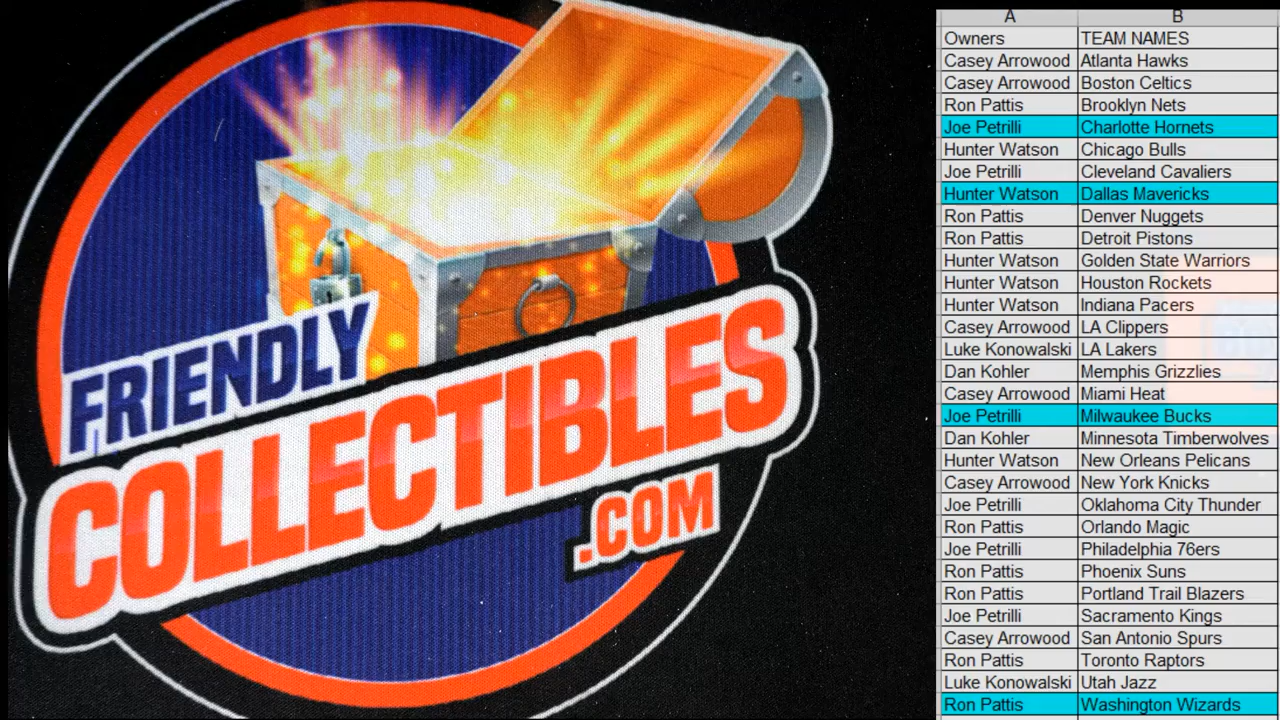 FRIENDLY
COLLECTIBLES
.COM
A B
Owners TEAM NAMES
Casey Arrowood Atlanta Hawks
Casey Arrowood Boston Celtics
Ron Pattis Brooklyn Nets
Joe Petrilli Charlotte Hornets
Hunter Watson Chicago Bulls
Joe Petrilli Cleveland Cavaliers
Hunter Watson Dallas Mavericks
Ron Pattis Denver Nuggets
Ron Pattis Detroit Pistons
Hunter Watson Golden State Warriors
Hunter Watson Houston Rockets
Hunter Watson Indiana Pacers
Casey Arrowood LA Clippers
Luke Konowalski LA Lakers
Dan Kohler Memphis Grizzlies
Casey Arrowood Miami Heat
Joe Petrilli Milwaukee Bucks
Dan Kohler Minnesota Timberwolves
Hunter Watson New Orleans Pelicans
Casey Arrowood New York Knicks
Joe Petrilli Oklahoma City Thunder
Ron Pattis Orlando Magic
Joe Petrilli Philadelphia 76ers
Ron Pattis Phoenix Suns
Ron Pattis Portland Trail Blazers
Joe Petrilli Sacramento Kings
Casey Arrowood San Antonio Spurs
Ron Pattis Toronto Raptors
Luke Konowalski Utah Jazz
Ron Pattis Washington Wizards